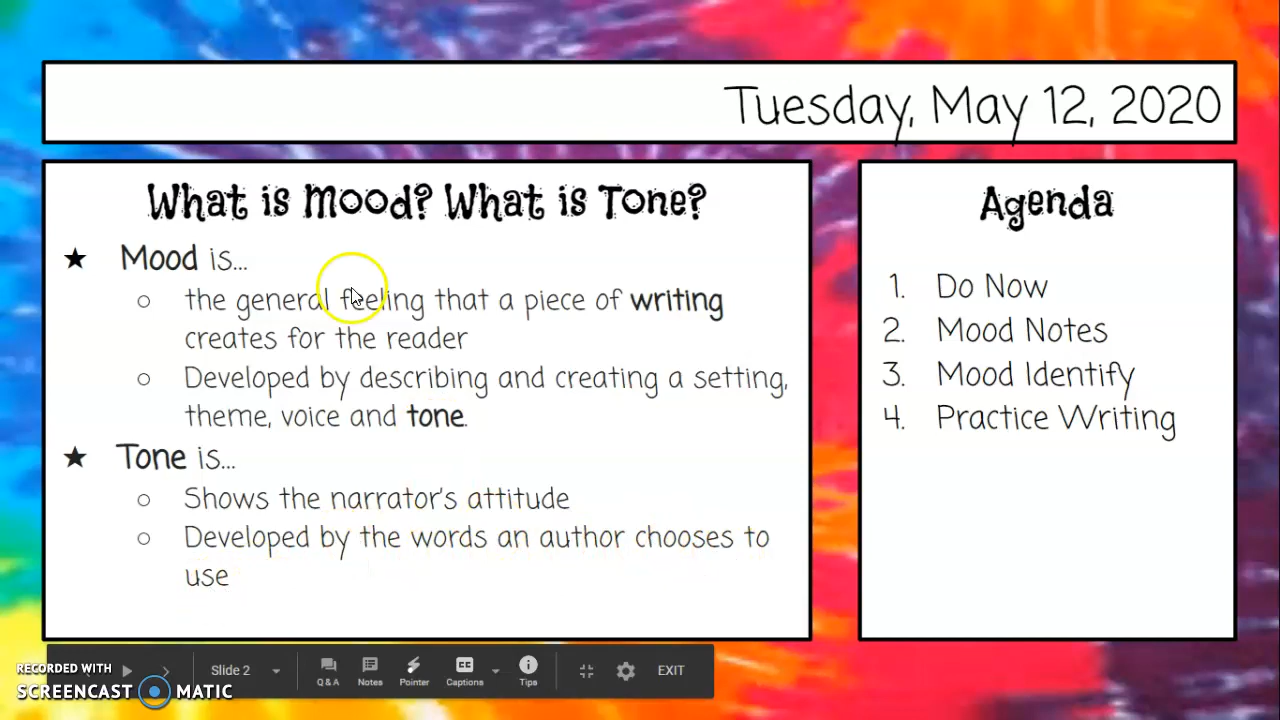 Tuesday, May 12, 2020
What is Mood? What is Tone?
★ Mood is...
○ the general feeling that a piece of writing
creates for the reader
○ Developed by describing and creating a setting,
theme, voice and tone.
★ Tone is...
○ Shows the narrator's attitude
○ Developed by the words an author chooses to
use
Agenda
1. Do Now
2. Mood Notes
3. Mood Identify
4. Practice Writing
Slide 2
Q & A
Notes
Pointer
Captions
Tips
EXIT
RECORDED WITH
SCREENCAST MATIC